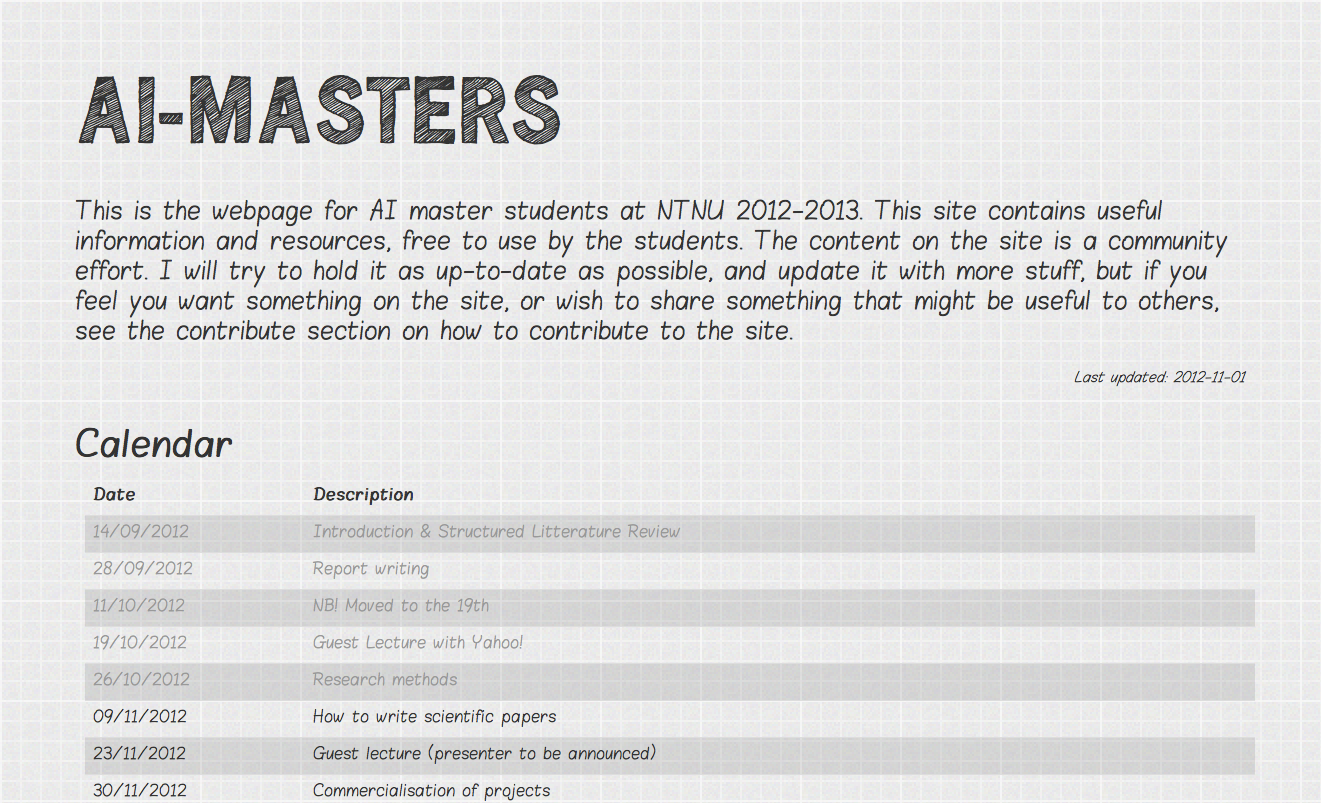 AI-MASTERS
This is the webpage for AI master students at NTNU 2012-2013. This site contains useful
information and resources, free to use by the students. The content on the site is a community
effort. I will try to hold it as up-to-date as possible, and update it with more stuff, but if you
feel you want something on the site, or wish to share something that might be useful to others,
see the contribute section on how to contribute to the site.
Last updated: 2012-11-01
Calendar
Date Description
14/09/2012 Introduction & Structured Litterature Review
28/09/2012 Report writing
11/10/2012 NB! Moved to the 19th
19/10/2012 Guest Lecture with Yahoo!
26/10/2012 Research methods
09/11/2012 How to write scientific papers
23/11/2012 Guest lecture (presenter to be announced)
30/11/2012 Commercialisation of projects